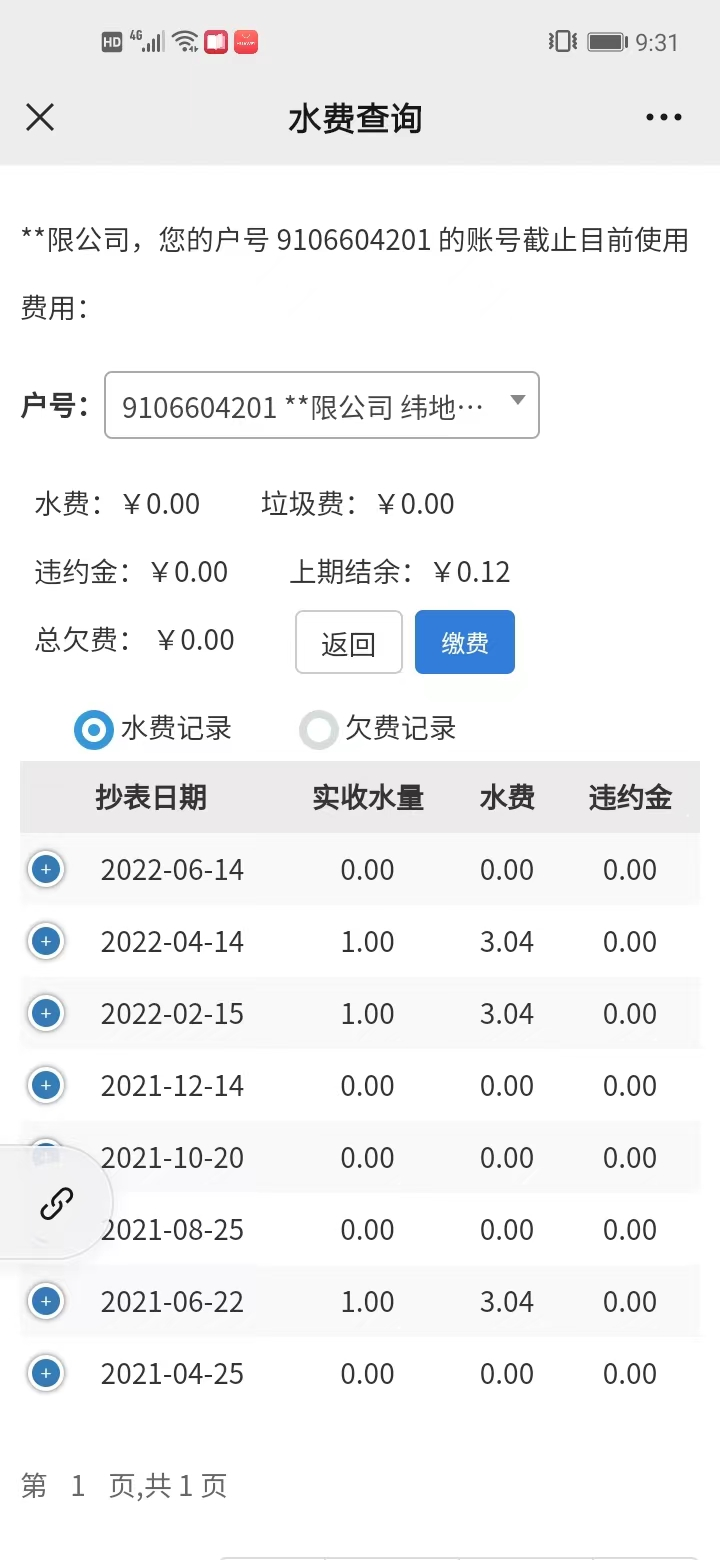 HD 4G 9:31
水费查询
**限公司，您的户号 9106604201 的账号截止目前使用
费用：
户号： 9106604201 **限公司 纬地…
水费：￥0.00 垃圾费：￥0.00
违约金：￥0.00 上期结余：￥0.12
总欠费：￥0.00 返回 缴费
水费记录 欠费记录
抄表日期 实收水量 水费 违约金
2022-06-14 0.00 0.00 0.00
2022-04-14 1.00 3.04 0.00
2022-02-15 1.00 3.04 0.00
2021-12-14 0.00 0.00 0.00
2021-10-20 0.00 0.00 0.00
2021-08-25 0.00 0.00 0.00
2021-06-22 1.00 3.04 0.00
2021-04-25 0.00 0.00 0.00
第 1 页,共 1 页